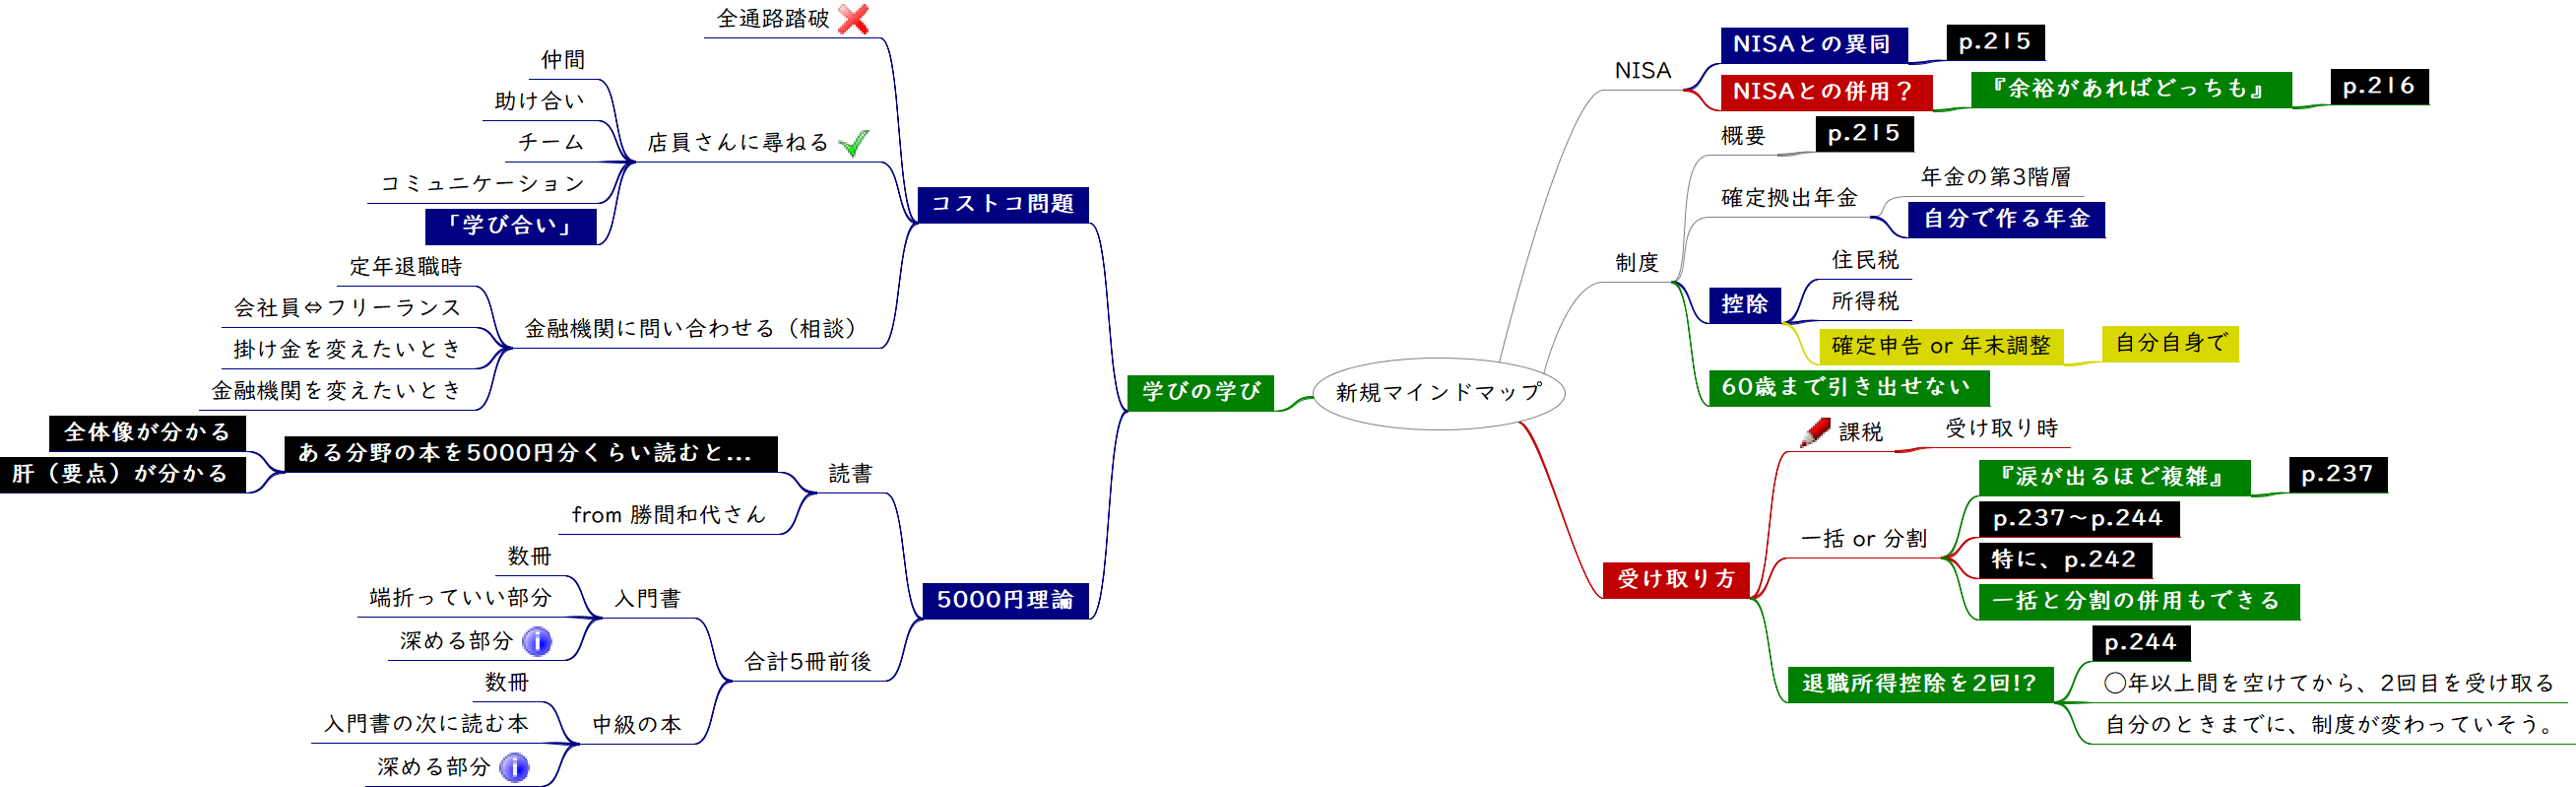 新規マインドマップ
NISA
NISAとの異同
p.215
NISAとの併用？
『余裕があればどっちも』
p.216
制度
概要
p.215
確定拠出年金
年金の第3階層
自分で作る年金
控除
住民税
所得税
確定申告 or 年末調整
自分自身で
60歳まで引き出せない
受け取り方
課税
受け取り時
一括 or 分割
『涙が出るほど複雑』
p.237
p.237～p.244
特に、p.242
一括と分割の併用もできる
退職所得控除を2回!?
p.244
◯年以上間を空けてから、2回目を受け取る
自分のときまでに、制度が変わっていそう。
学びの学び
コストコ問題
全通路踏破
店員さんに尋ねる
仲間
助け合い
チーム
コミュニケーション
「学び合い」
金融機関に問い合わせる（相談）
定年退職時
会社員⇔フリーランス
掛け金を変えたいとき
金融機関を変えたいとき
5000円理論
読書
ある分野の本を5000円分くらい読むと...
全体像が分かる
肝（要点）が分かる
from 勝間和代さん
合計5冊前後
入門書
数冊
端折っていい部分
深める部分
中級の本
数冊
入門書の次に読む本
深める部分